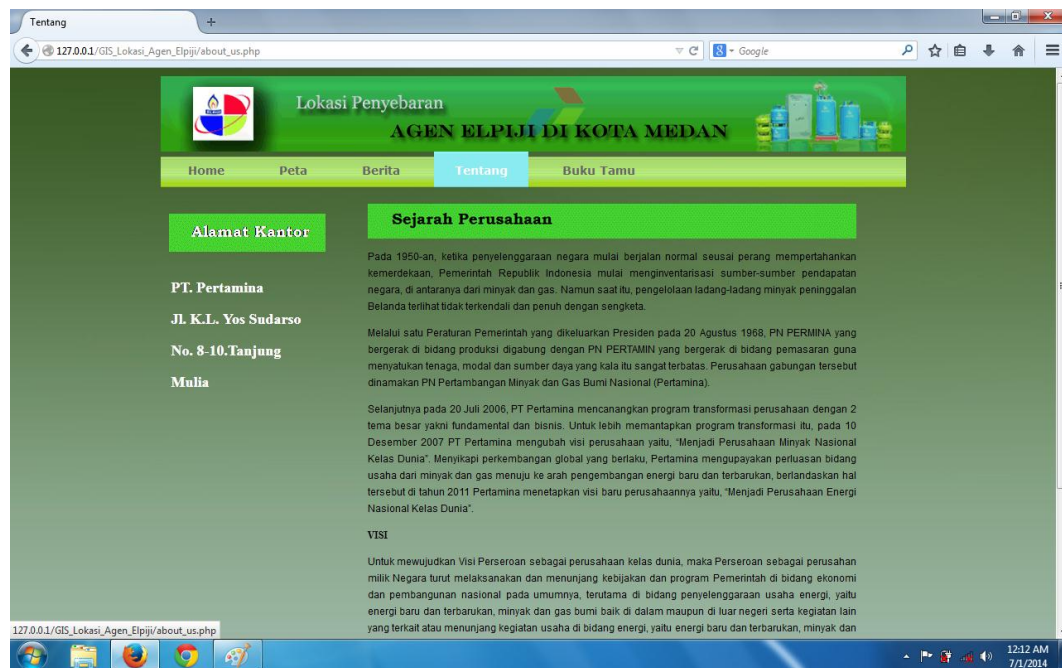 Tentang
127.0.0.1/GIS_Lokasi_Agen_Elpiji/about_us.php
Google
Lokasi Penyebaran
AGEN ELPIJI DI KOTA MEDAN
Home Peta Berita Tentang Buku Tamu
Alamat Kantor
PT. Pertamina
Jl. K.L. Yos Sudarso
No. 8-10.Tanjung
Mulia
Sejarah Perusahaan
Pada 1950-an, ketika penyelenggaraan negara mulai berjalan normal seusai perang mempertahankan
kemerdekaan, Pemerintah Republik Indonesia mulai menginventarisasi sumber-sumber pendapatan
negara, di antaranya dari minyak dan gas. Namun saat itu, pengelolaan ladang-ladang minyak peninggalan
Belanda terlihat tidak terkendali dan penuh dengan sengketa.
Melalui satu Peraturan Pemerintah yang dikeluarkan Presiden pada 20 Agustus 1968, PN PERMINA yang
bergerak di bidang produksi digabung dengan PN PERTAMIN yang bergerak di bidang pemasaran guna
menyatukan tenaga, modal dan sumber daya yang kala itu sangat terbatas. Perusahaan gabungan tersebut
dinamakan PN Pertambangan Minyak dan Gas Bumi Nasional (Pertamina).
Selanjutnya pada 20 Juli 2006, PT Pertamina mencanangkan program transformasi perusahaan dengan 2
tema besar yakni fundamental dan bisnis. Untuk lebih memantapkan program transformasi itu, pada 10
Desember 2007 PT Pertamina mengubah visi perusahaan yaitu, “Menjadi Perusahaan Minyak Nasional
Kelas Dunia”. Menyikapi perkembangan global yang berlaku, Pertamina mengupayakan perluasan bidang
usaha dari minyak dan gas menuju ke arah pengembangan energi baru dan terbarukan, berlandaskan hal
tersebut di tahun 2011 Pertamina menetapkan visi baru perusahaannya yaitu, “Menjadi Perusahaan Energi
Nasional Kelas Dunia”.
VISI
Untuk mewujudkan Visi Perseroan sebagai perusahaan kelas dunia, maka Perseroan sebagai perusahan
milik Negara turut melaksanakan dan menunjang kebijakan dan program Pemerintah di bidang ekonomi
dan pembangunan nasional pada umumnya, terutama di bidang penyelenggaraan usaha energi, yaitu
energi baru dan terbarukan, minyak dan gas bumi baik di dalam maupun di luar negeri serta kegiatan lain
yang terkait atau menunjang kegiatan usaha di bidang energi, yaitu energi baru dan terbarukan, minyak dan
127.0.0.1/GIS_Lokasi_Agen_Elpiji/about_us.php
12:12 AM
7/1/2014